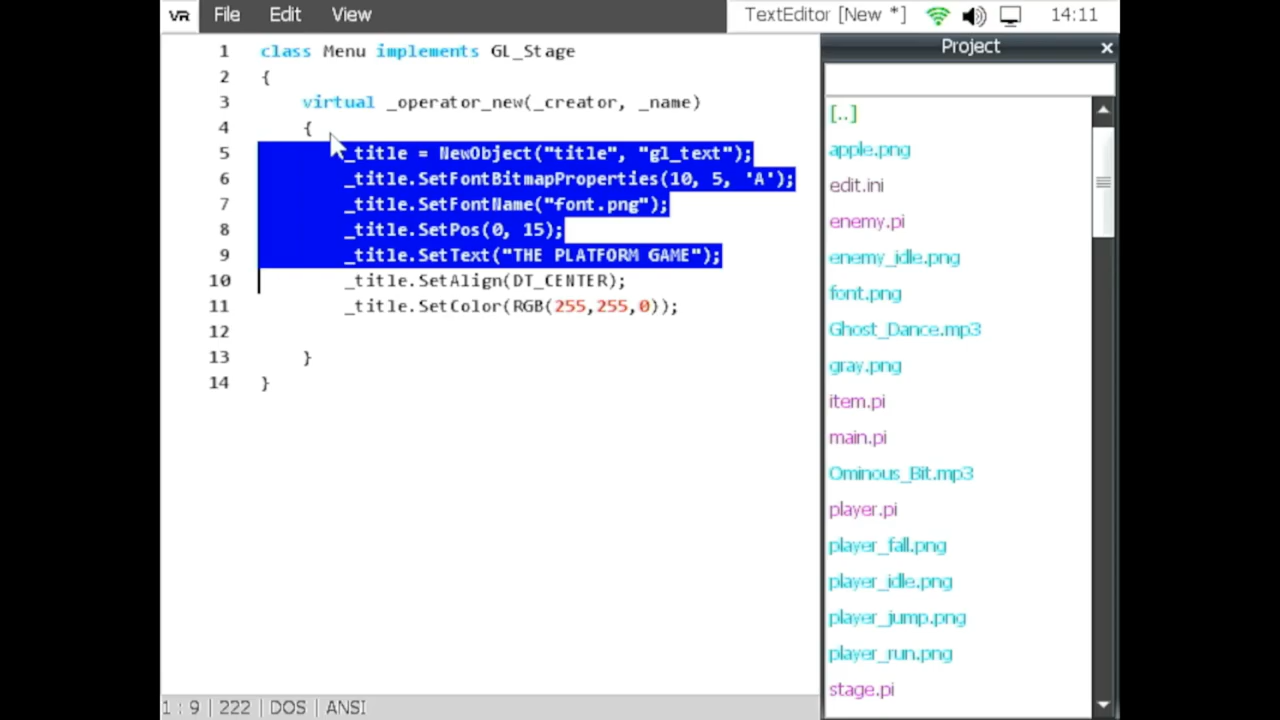 VR File Edit View TextEditor [New *] 14:11
1 class Menu implements GL_Stage
2 {
3 virtual _operator_new(_creator, _name)
4 {
5 _title = NewObject("title", "gl_text");
6 _title.SetFontBitmapProperties(10, 5, 'A');
7 _title.SetFontName("font.png");
8 _title.SetPos(0, 15);
9 _title.SetText("THE PLATFORM GAME");
10 _title.SetAlign(DT_CENTER);
11 _title.SetColor(RGB(255,255,0));
12
13 }
14 }
1 : 9 | 222 | DOS | ANSI
Project ×
[..]
apple.png
edit.ini
enemy.pi
enemy_idle.png
font.png
Ghost_Dance.mp3
gray.png
item.pi
main.pi
Ominous_Bit.mp3
player.pi
player_fall.png
player_idle.png
player_jump.png
player_run.png
stage.pi